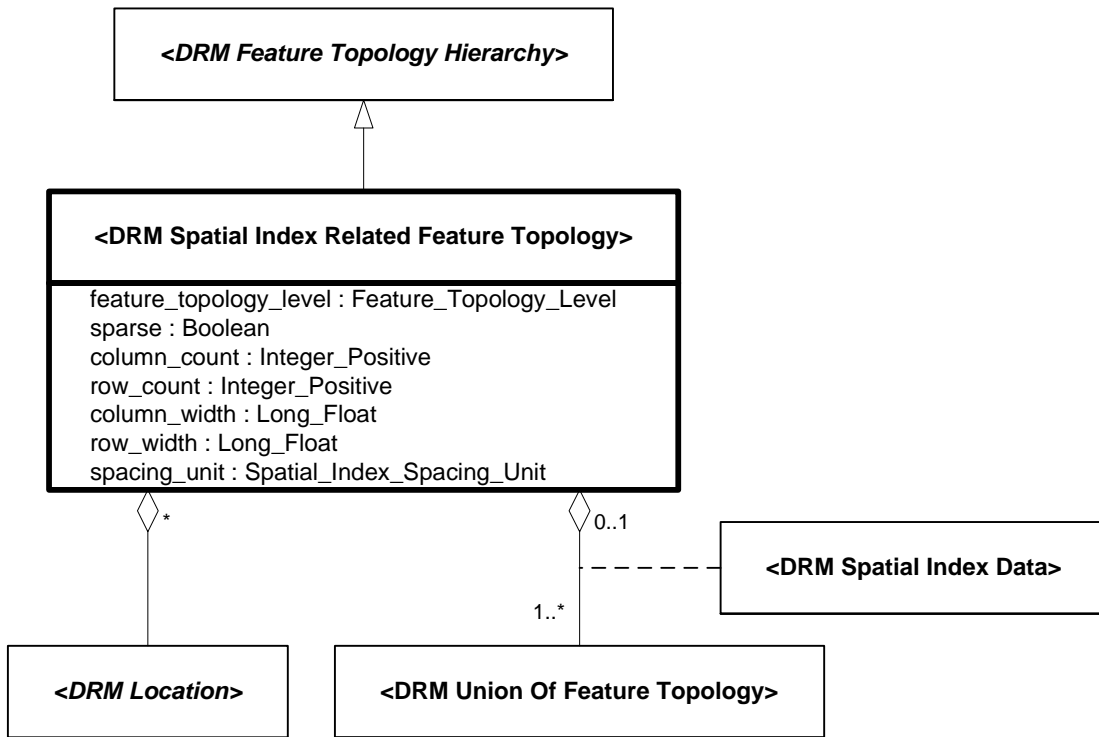 <DRM Feature Topology Hierarchy>
<DRM Spatial Index Related Feature Topology>
feature_topology_level : Feature_Topology_Level
sparse : Boolean
column_count : Integer_Positive
row_count : Integer_Positive
column_width : Long_Float
row_width : Long_Float
spacing_unit : Spatial_Index_Spacing_Unit
*
0..1
<DRM Spatial Index Data>
1..*
<DRM Location>
<DRM Union Of Feature Topology>